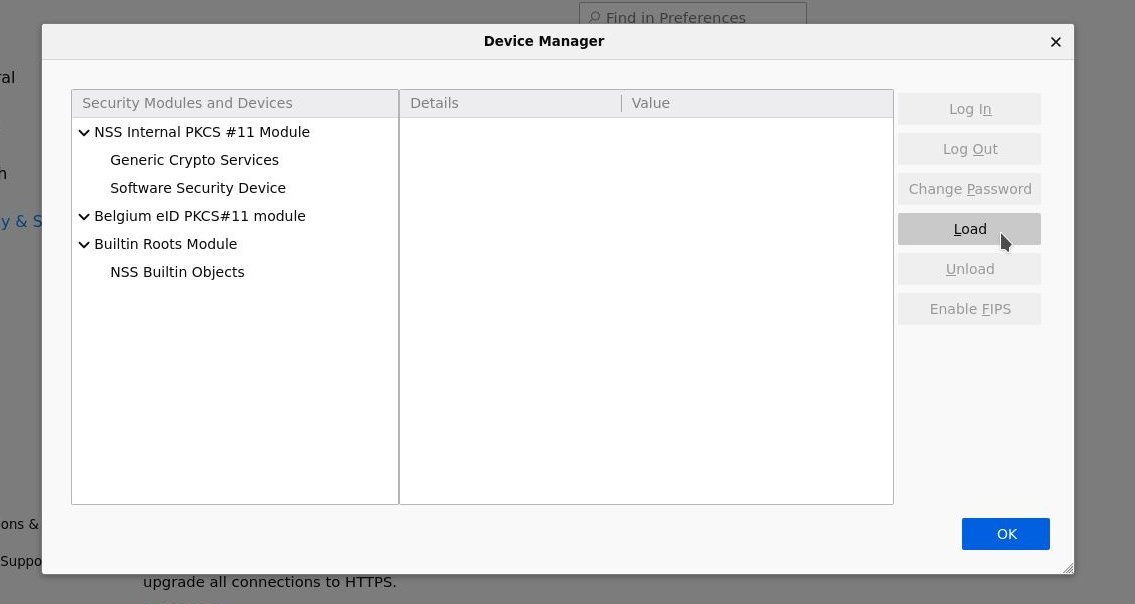 Find in Preferences
Device Manager
ral
h
y & S
Security Modules and Devices
Details
Value
NSS Internal PKCS #11 Module
Generic Crypto Services
Software Security Device
Belgium eID PKCS#11 module
Builtin Roots Module
NSS Builtin Objects
Log In
Log Out
Change Password
Load
Unload
Enable FIPS
OK
ons &
Suppo
upgrade all connections to HTTPS.